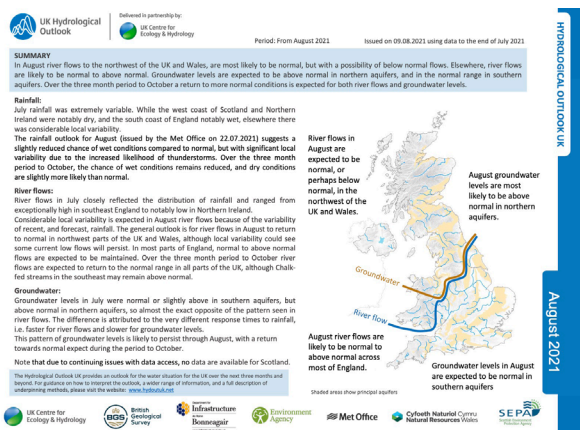 UK Hydrological
Outlook
Delivered in partnership by:
UK Centre for
Ecology & Hydrology
Period: From August 2021
Issued on 09.08.2021 using data to the end of July 2021
SUMMARY
In August river flows to the northwest of the UK and Wales, are most likely to be normal, but with a possibility of below normal flows. Elsewhere, river flows
are likely to be normal to above normal. Groundwater levels are expected to be above normal in northern aquifers, and in the normal range in southern
aquifers. Over the three month period to October a return to more normal conditions is expected for both river flows and groundwater levels.
Rainfall:
July rainfall was extremely variable. While the west coast of Scotland and Northern
Ireland were notably dry, and the south coast of England notably wet, elsewhere there
was considerable local variability.
The rainfall outlook for August (issued by the Met Office on 22.07.2021) suggests a
slightly reduced chance of wet conditions compared to normal, but with significant local
variability due to the increased likelihood of thunderstorms. Over the three month
period to October, the chance of wet conditions remains reduced, and dry conditions
are slightly more likely than normal.
River flows:
River flows in July closely reflected the distribution of rainfall and ranged from
exceptionally high in southeast England to notably low in Northern Ireland.
Considerable local variability is expected in August river flows because of the variability
of recent, and forecast, rainfall. The general outlook is for river flows in August to return
to normal in northwest parts of the UK and Wales, although local variability could see
some current low flows will persist. In most parts of England, normal to above normal
flows are expected to be maintained. Over the three month period to October river
flows are expected to return to the normal range in all parts of the UK, although Chalk-
fed streams in the southeast may remain above normal.
Groundwater:
Groundwater levels in July were normal or slightly above in southern aquifers, but
above normal in northern aquifers, so almost the exact opposite of the pattern seen in
river flows. The difference is attributed to the very different response times to rainfall,
i.e. faster for river flows and slower for groundwater levels.
This pattern of groundwater levels is likely to persist through August, with a return
towards normal expect during the period to October.
Note that due to continuing issues with data access, no data are available for Scotland.
The Hydrological Outlook UK provides an outlook for the water situation for the UK over the next three months and
beyond. For guidance on how to interpret the outlook, a wider range of information, and a full description of
underpinning methods, please visit the website: www.hydoutuk.net
River flows in
August are
expected to be
normal, or
perhaps below
normal, in the
northwest of the
UK and Wales.
August groundwater
levels are most
likely to be above
normal in northern
aquifers.
Groundwater
River flow
August river flows are
likely to be normal to
above normal across
most of England.
Groundwater levels in
August are expected
to be normal in
southern aquifers
Shaded areas show principal aquifers
HYDROLOGICAL OUTLOOK UK
August 2021
UK Centre for
Ecology & Hydrology
BGS
British
Geological
Survey
Infrastructure
Bonneagair
Environment
Agency
Met Office
Cyfoeth Naturiol Cymru
Natural Resources Wales
SEPA